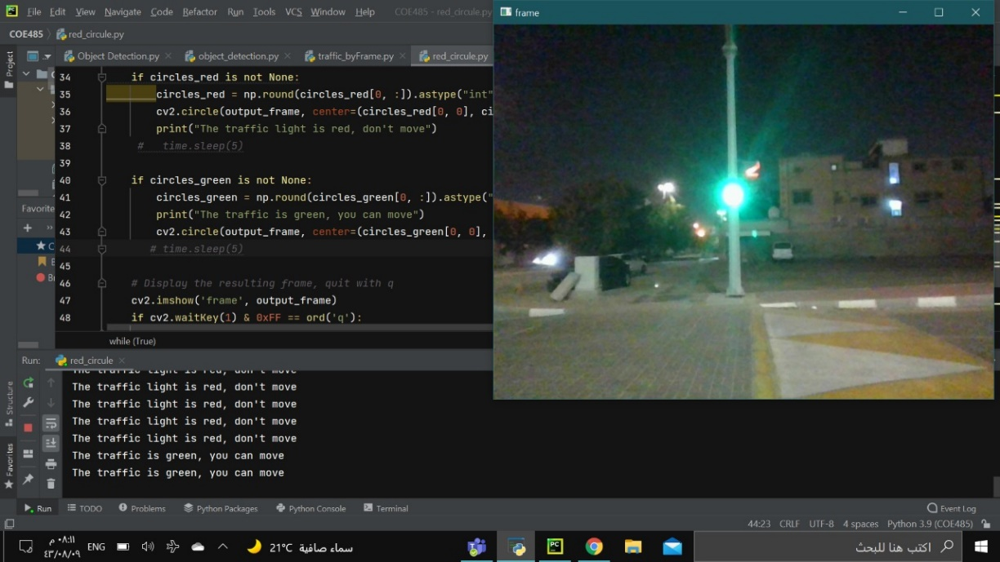 File Edit View Navigate Code Refactor Run Tools VCS Window Help COE485 - red_circule.py
COE485 red_circule.py
Project
Object Detection.py object_detection.py traffic_byFrame.py red_circule.py
34 if circles_red is not None:
35 circles_red = np.round(circles_red[0, :]).astype("int"
36 cv2.circle(output_frame, center=(circles_red[0, 0], ci
37 print("The traffic light is red, don't move")
38 # time.sleep(5)
39
40 if circles_green is not None:
41 circles_green = np.round(circles_green[0, :]).astype("
42 print("The traffic is green, you can move")
43 cv2.circle(output_frame, center=(circles_green[0, 0],
44 # time.sleep(5)
45
46 # Display the resulting frame, quit with q
47 cv2.imshow('frame', output_frame)
48 if cv2.waitKey(1) & 0xFF == ord('q'):
while (True)
Favorite
frame
Run: red_circule
The traffic light is red, don't move
The traffic light is red, don't move
The traffic light is red, don't move
The traffic light is red, don't move
The traffic light is red, don't move
The traffic is green, you can move
The traffic is green, you can move
Structure
Favorites
Run TODO Problems Python Packages Python Console Terminal Event Log
44:23 CRLF UTF-8 4 spaces Python 3.9 (COE485)
٠٨:١١ م
٤٣/٠٨/٠٩
ENG
21°C سماء صافية
اكتب هنا للبحث